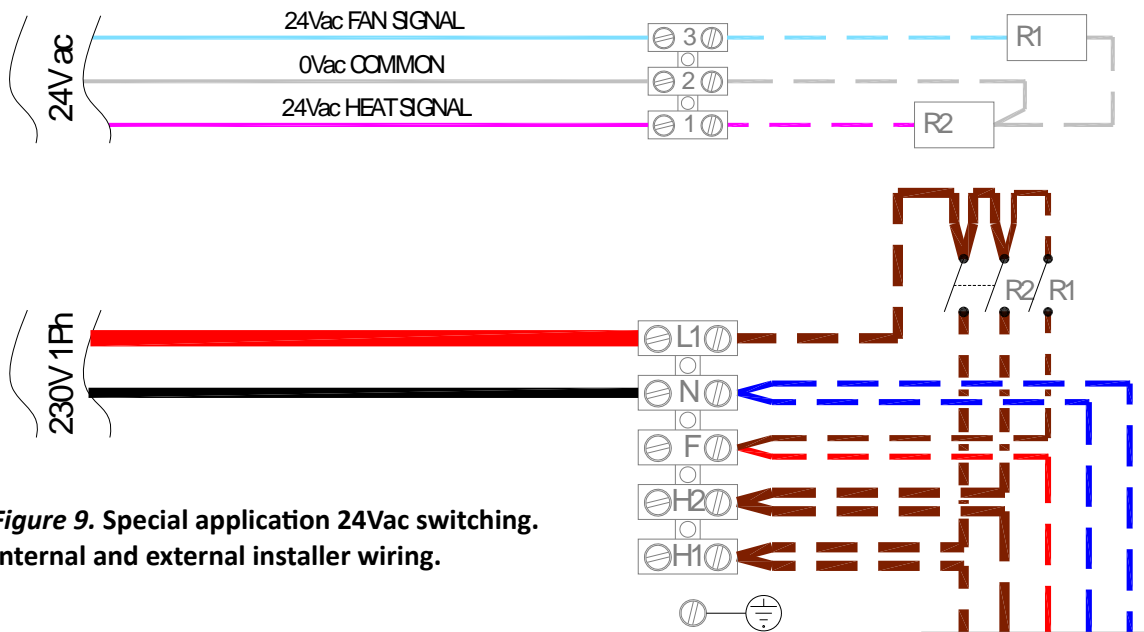 24Vac
24Vac FAN SIGNAL
3
R1
0Vac COMMON
2
24Vac HEAT SIGNAL
1
R2
R2
R1
230V 1Ph
L1
N
F
H2
H1
Figure 9. Special application 24Vac switching.
nternal and external installer wiring.